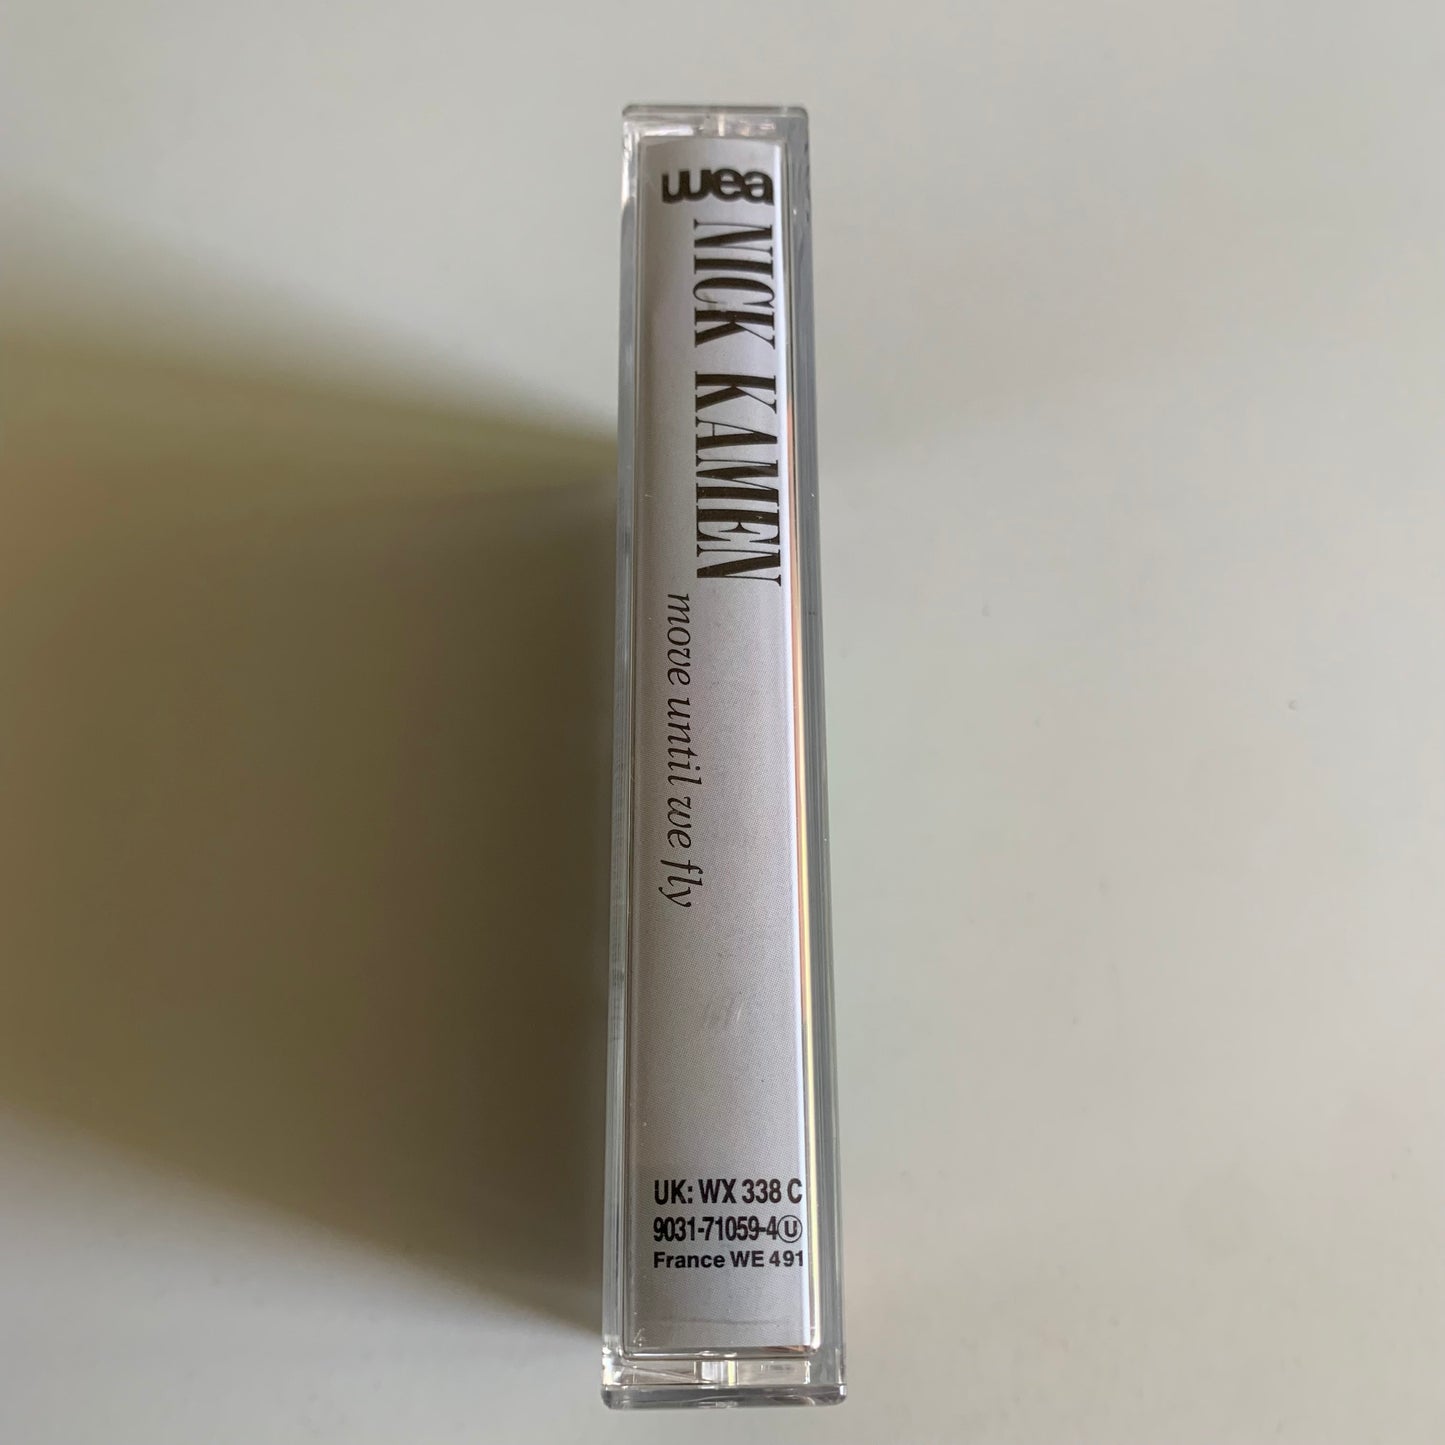 wea
NICK KAMEN
move until we fly
UK: WX 338 C
9031-71059-4 Ⓤ
France WE 491